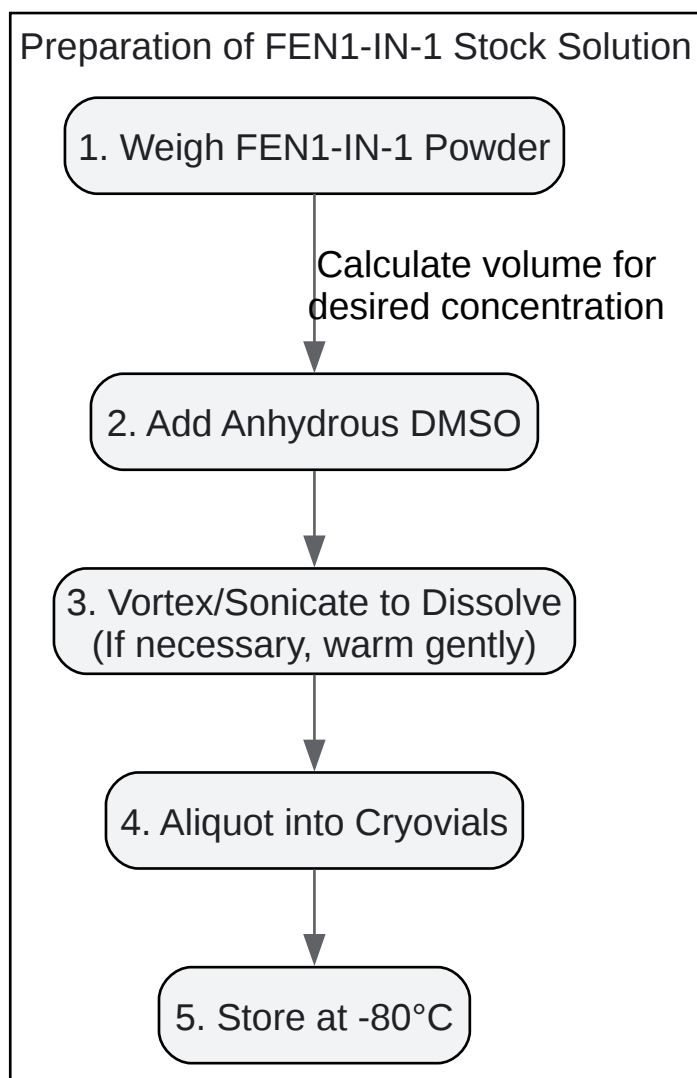 Preparation of FEN1-IN-1 Stock Solution
1. Weigh FEN1-IN-1 Powder
Calculate volume for
desired concentration
2. Add Anhydrous DMSO
3. Vortex/Sonicate to Dissolve
(If necessary, warm gently)
4. Aliquot into Cryovials
5. Store at -80°C